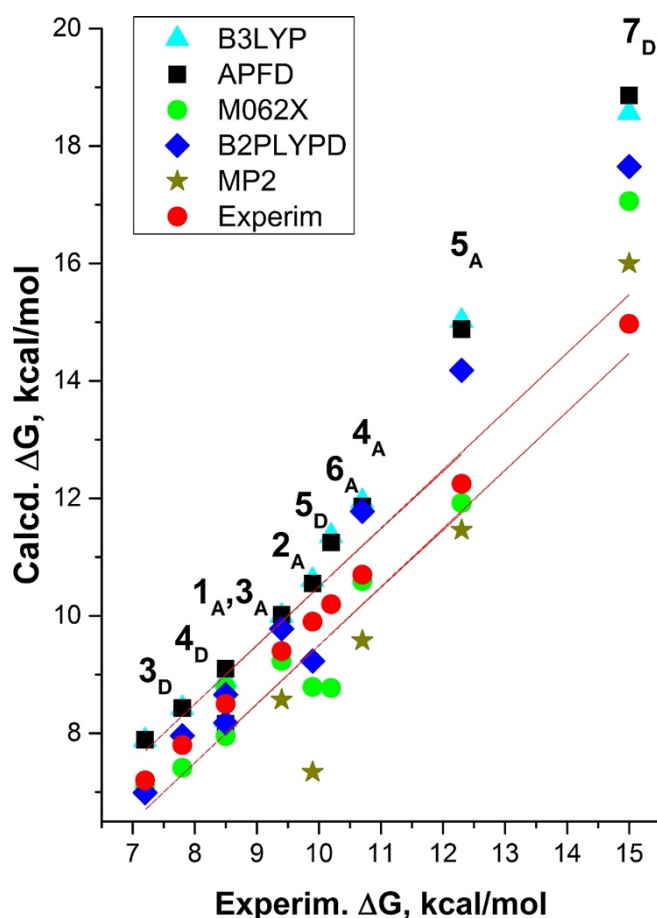 B3LYP
APFD
M062X
B2PLYPD
MP2
Experim
7D
5A
4A
6A
5D
2A
1A,3A
4D
3D
20
18
16
14
12
10
8
Calcd. ΔG, kcal/mol
7 8 9 10 11 12 13 14 15
Experim. ΔG, kcal/mol